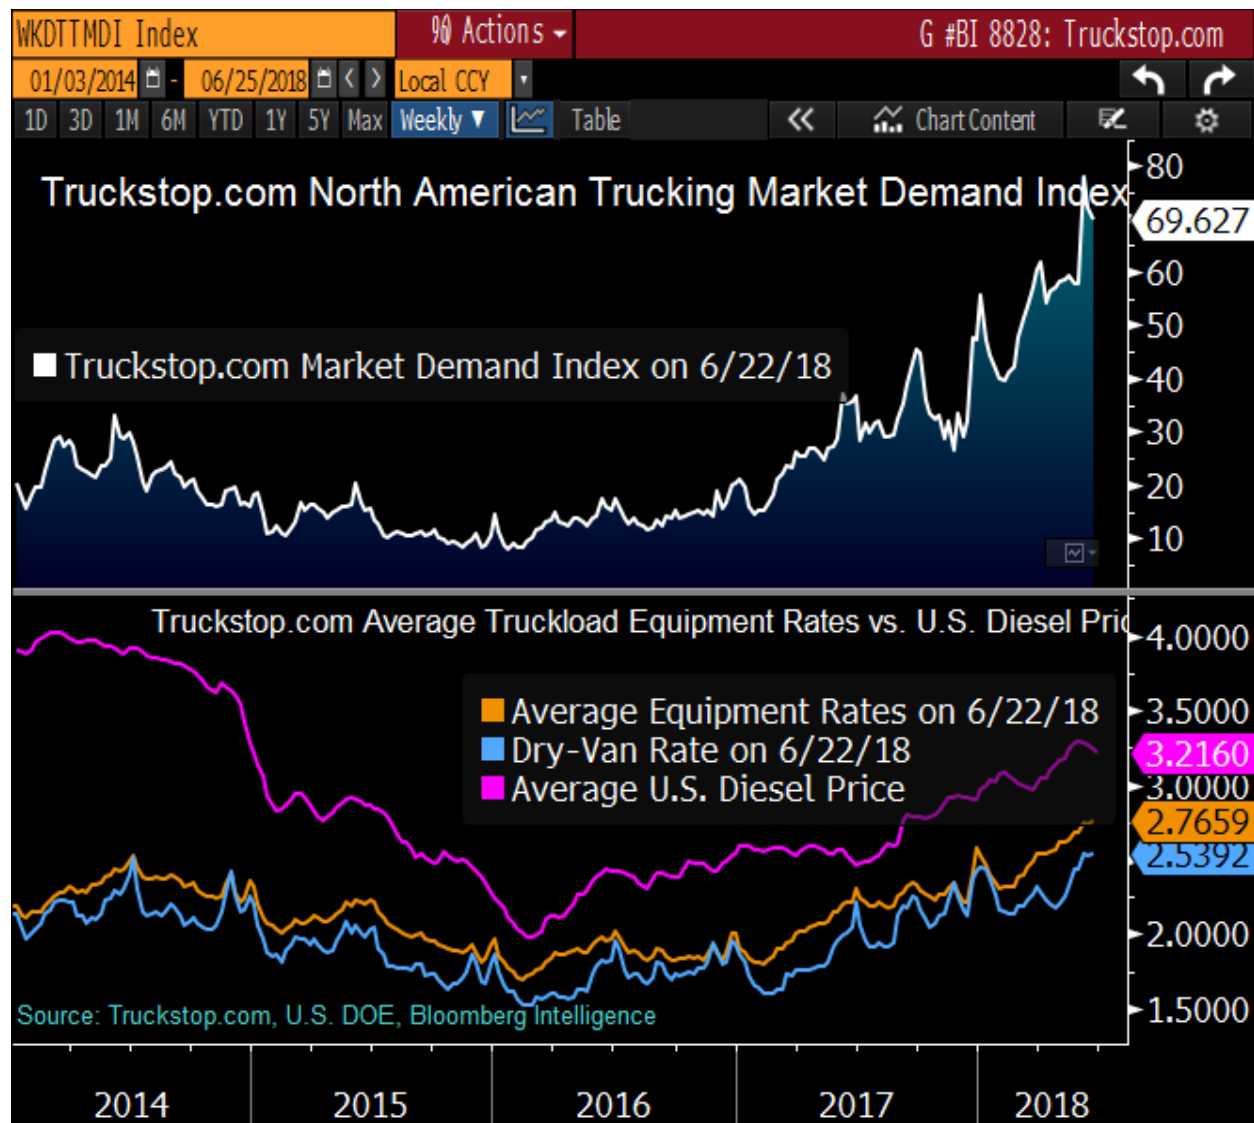 WKDTTMDI Index 90 Actions G #BI 8828: Truckstop.com
01/03/2014 - 06/25/2018 Local CCY
1D 3D 1M 6M YTD 1Y 5Y Max Weekly ▼ Table « Chart Content
Truckstop.com North American Trucking Market Demand Index
80
69.627
60
50
Truckstop.com Market Demand Index on 6/22/18
40
30
20
10
Truckstop.com Average Truckload Equipment Rates vs. U.S. Diesel Pric
4.0000
Average Equipment Rates on 6/22/18
3.5000
Dry-Van Rate on 6/22/18
3.2160
Average U.S. Diesel Price
3.0000
2.7659
2.5392
2.0000
Source: Truckstop.com, U.S. DOE, Bloomberg Intelligence
1.5000
2014 2015 2016 2017 2018